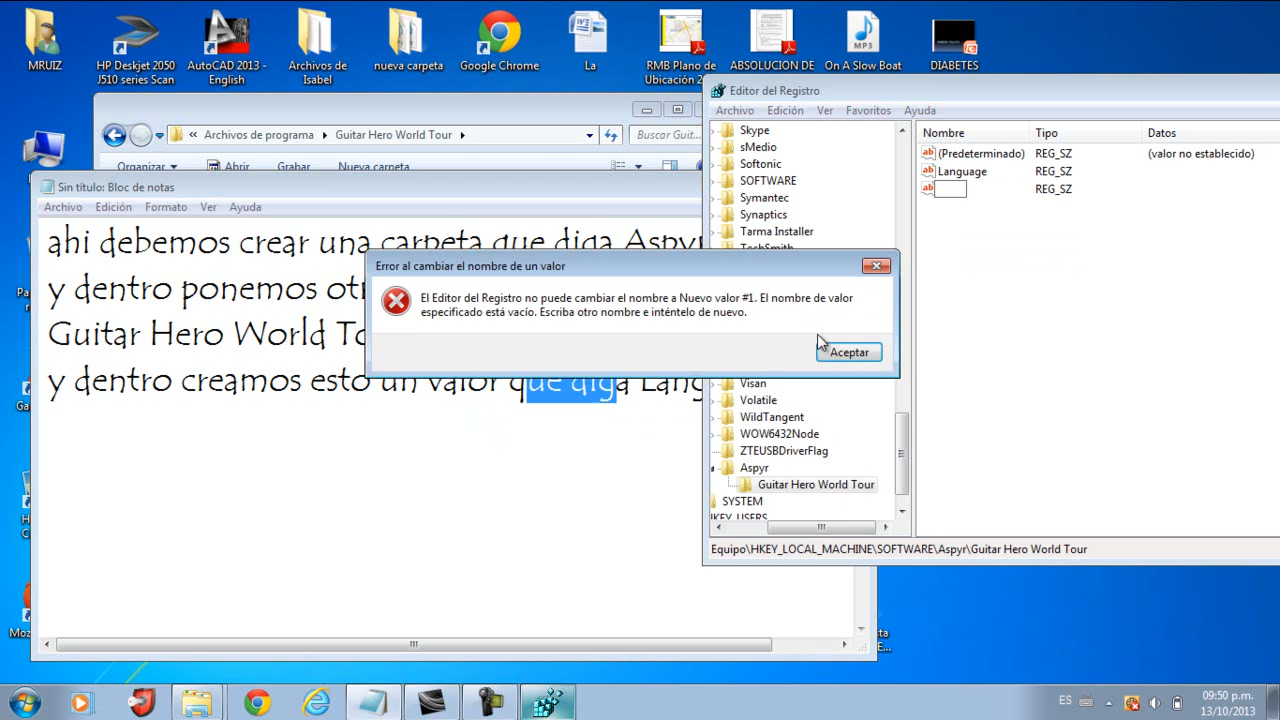 MRUIZ
HP Deskjet 2050
J510 series Scan
AutoCAD 2013 -
English
Archivos de
Isabel
nueva carpeta
Google Chrome
La
RMB Plano de
Ubicación
ABSOLUCION DE
On A Slow Boat
DIABETES
Archivos de programa
Guitar Hero World Tour
Buscar
Organizar
Abrir
Grabar
Nueva carpeta
Sin título: Bloc de notas
Archivo Edición Formato Ver Ayuda
ahi debemos crear una carpeta que diga Aspyr
y dentro ponemos
Guitar Hero World
y dentro creamos esto un valor que diga
Error al cambiar el nombre de un valor
El Editor del Registro no puede cambiar el nombre a Nuevo valor #1. El nombre de valor
especificado está vacío. Escriba otro nombre e inténtelo de nuevo.
Aceptar
Editor del Registro
Archivo Edición Ver Favoritos Ayuda
Skype
sMedio
Softonic
SOFTWARE
Symantec
Synaptics
Tarma Installer
TechSmith
Visan
Volatile
WildTangent
WOW6432Node
ZTEUSBDriverFlag
Aspyr
Guitar Hero World Tour
SYSTEM
HKEY_USERS
Nombre Tipo Datos
(Predeterminado) REG_SZ (valor no establecido)
Language REG_SZ
REG_SZ
Equipo\HKEY_LOCAL_MACHINE\SOFTWARE\Aspyr\Guitar Hero World Tour
ES
09:50 p.m.
13/10/2013